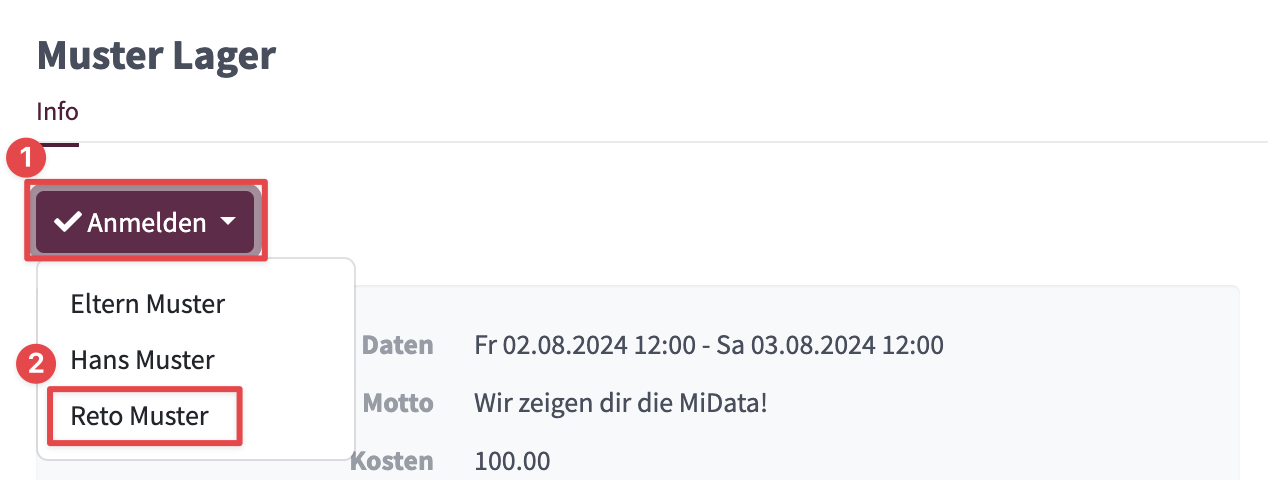 Muster Lager
Info
1
Anmelden
Eltern Muster
Daten Fr 02.08.2024 12:00 - Sa 03.08.2024 12:00
2 Hans Muster
Motto Wir zeigen dir die MiData!
Reto Muster
Kosten 100.00